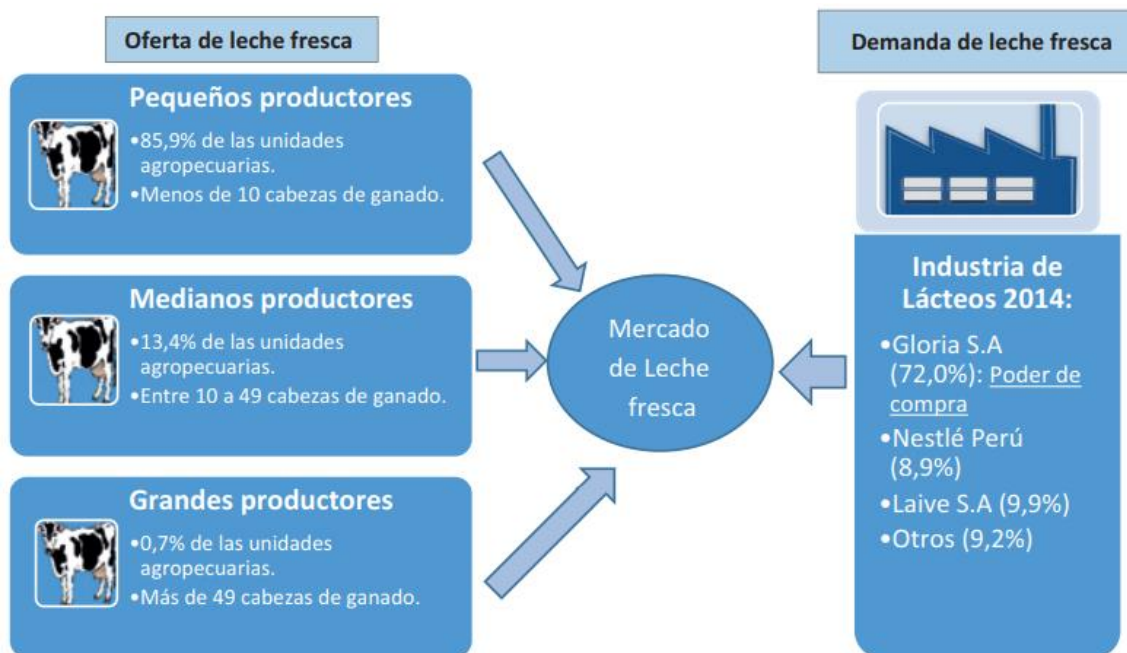 Oferta de leche fresca
Pequeños productores
•85,9% de las unidades
agropecuarias.
•Menos de 10 cabezas de ganado.
Medianos productores
•13,4% de las unidades
agropecuarias.
•Entre 10 a 49 cabezas de ganado.
Grandes productores
•0,7% de las unidades
agropecuarias.
•Más de 49 cabezas de ganado.
Mercado
de Leche
fresca
Demanda de leche fresca
Industria de
Lácteos 2014:
•Gloria S.A
(72,0%): Poder de
compra
•Nestlé Perú
(8,9%)
•Laive S.A (9,9%)
•Otros (9,2%)